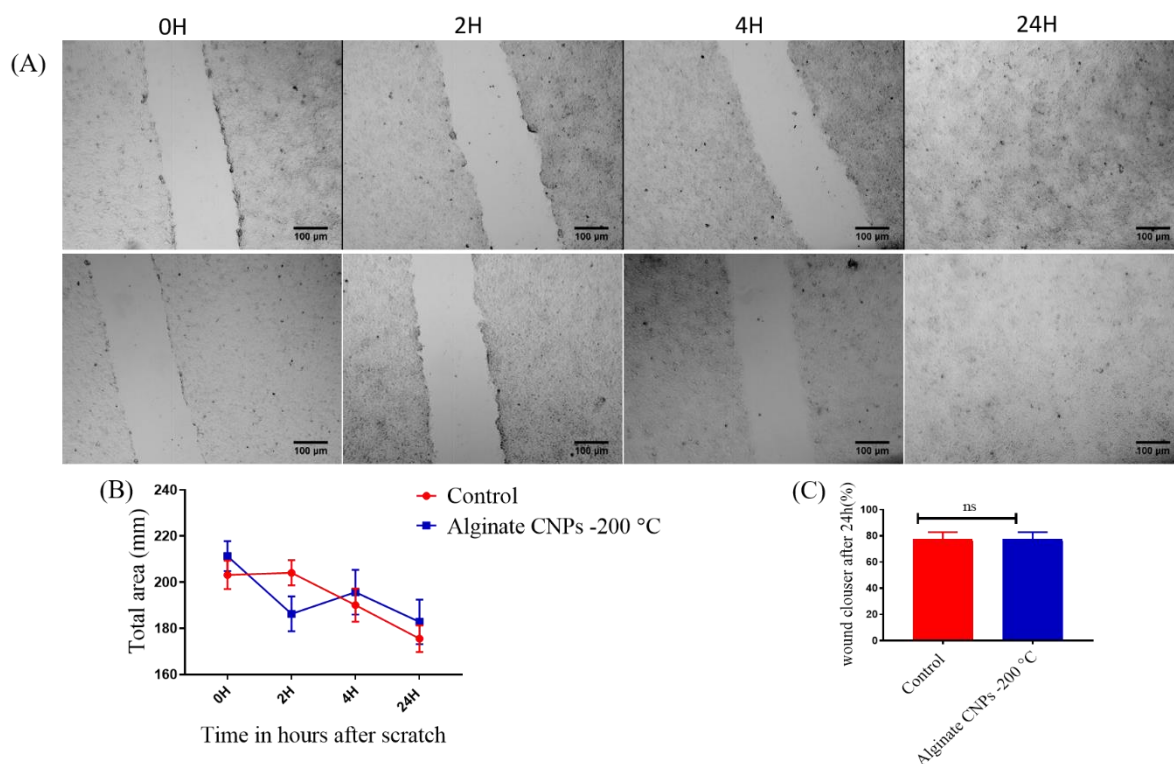 0H 2H 4H 24H
(A)
100 µm 100 µm 100 µm 100 µm
100 µm 100 µm 100 µm 100 µm
(B)
240
220
200
180
160
Total area (mm)
0H 2H 4H 24H
Time in hours after scratch
Control
Alginate CNPs -200 °C
(C)
ns
100
80
60
40
20
0
wound clouser after 24h(%)
Control
Alginate CNPs -200 °C